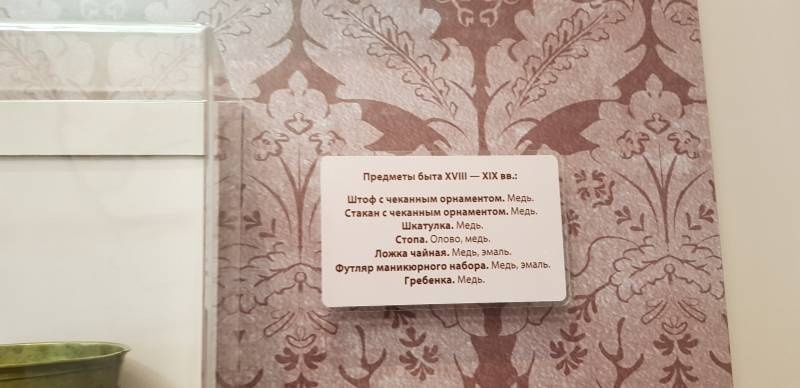 Предметы быта XVIII — XIX вв.:
Штоф с чеканным орнаментом. Медь.
Стакан с чеканным орнаментом. Медь.
Шкатулка. Медь.
Стопа. Олово, медь.
Ложка чайная. Медь, эмаль.
Футляр маникюрного набора. Медь, эмаль.
Гребенка. Медь.